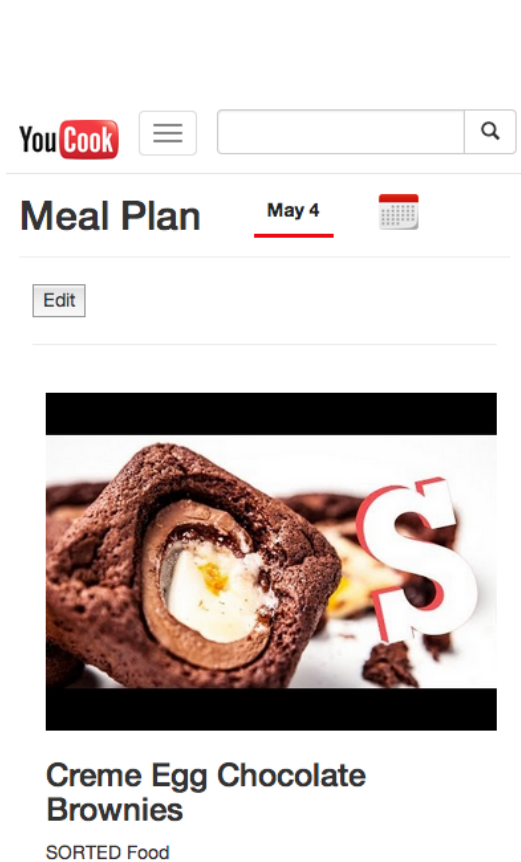 YouCook
Meal Plan
May 4
Edit
S
Creme Egg Chocolate
Brownies
SORTED Food